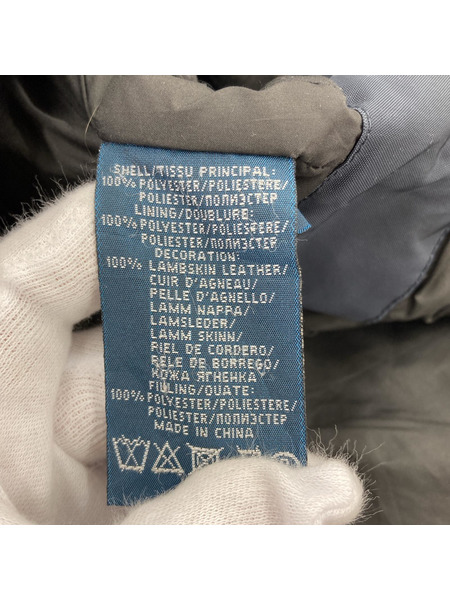 SHELL/TISSU PRINCIPAL:
100% POLYESTER/POLIESTERE/
POLIESTER/ПОЛИЭСТЕР
LINING/DOUBLURE:
100% POLYESTER/POLIESTERE/
POLIESTER/ПОЛИЭСТЕР
DECORATION:
100% LAMBSKIN LEATHER/
CUIR D'AGNEAU/
PELLE D'AGNELLO/
LAMM NAPPA/
LAMSLEDER/
LAMM SKINN/
PIEL DE CORDERO/
PELE DE BORREGO/
КОЖА ЯГНЕНКА
FILLING/OUATE:
100% POLYESTER/POLIESTERE/
POLIESTER/ПОЛИЭСТЕР
MADE IN CHINA